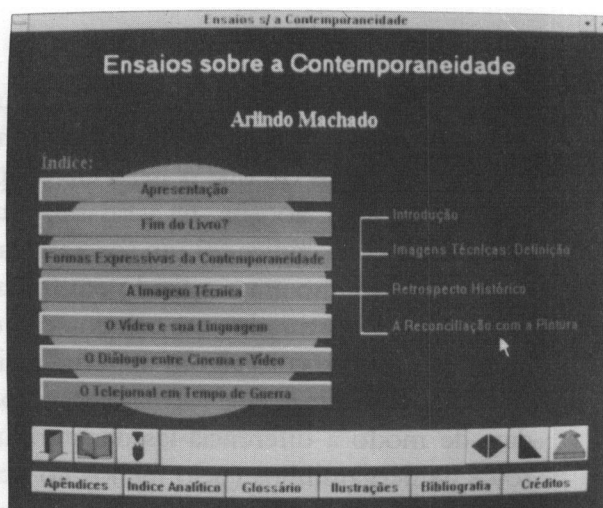 Ensaios s/ a Contemporaneidade
Ensaios sobre a Contemporaneidade
Arlindo Machado
Índice:
Apresentação
Fim do Livro?
Formas Expressivas da Contemporaneidade
A Imagem Técnica
O Vídeo e sua Linguagem
O Diálogo entre Cinema e Vídeo
O Telejornal em Tempo de Guerra
Introdução
Imagens Técnicas: Definição
Retrospecto Histórico
A Reconciliação com a Pintura
Apêndices
Índice Analítico
Glossário
Ilustrações
Bibliografia
Créditos